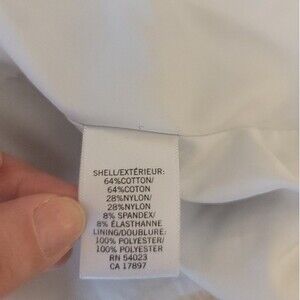 SHELL/EXTÉRIEUR:
64%COTTON/
64%COTON
28%NYLON/
28%NYLON
8% SPANDEX/
8% ÉLASTHANNE
LINING/DOUBLURE:
100% POLYESTER/
100% POLYESTER
RN 54023
CA 17897